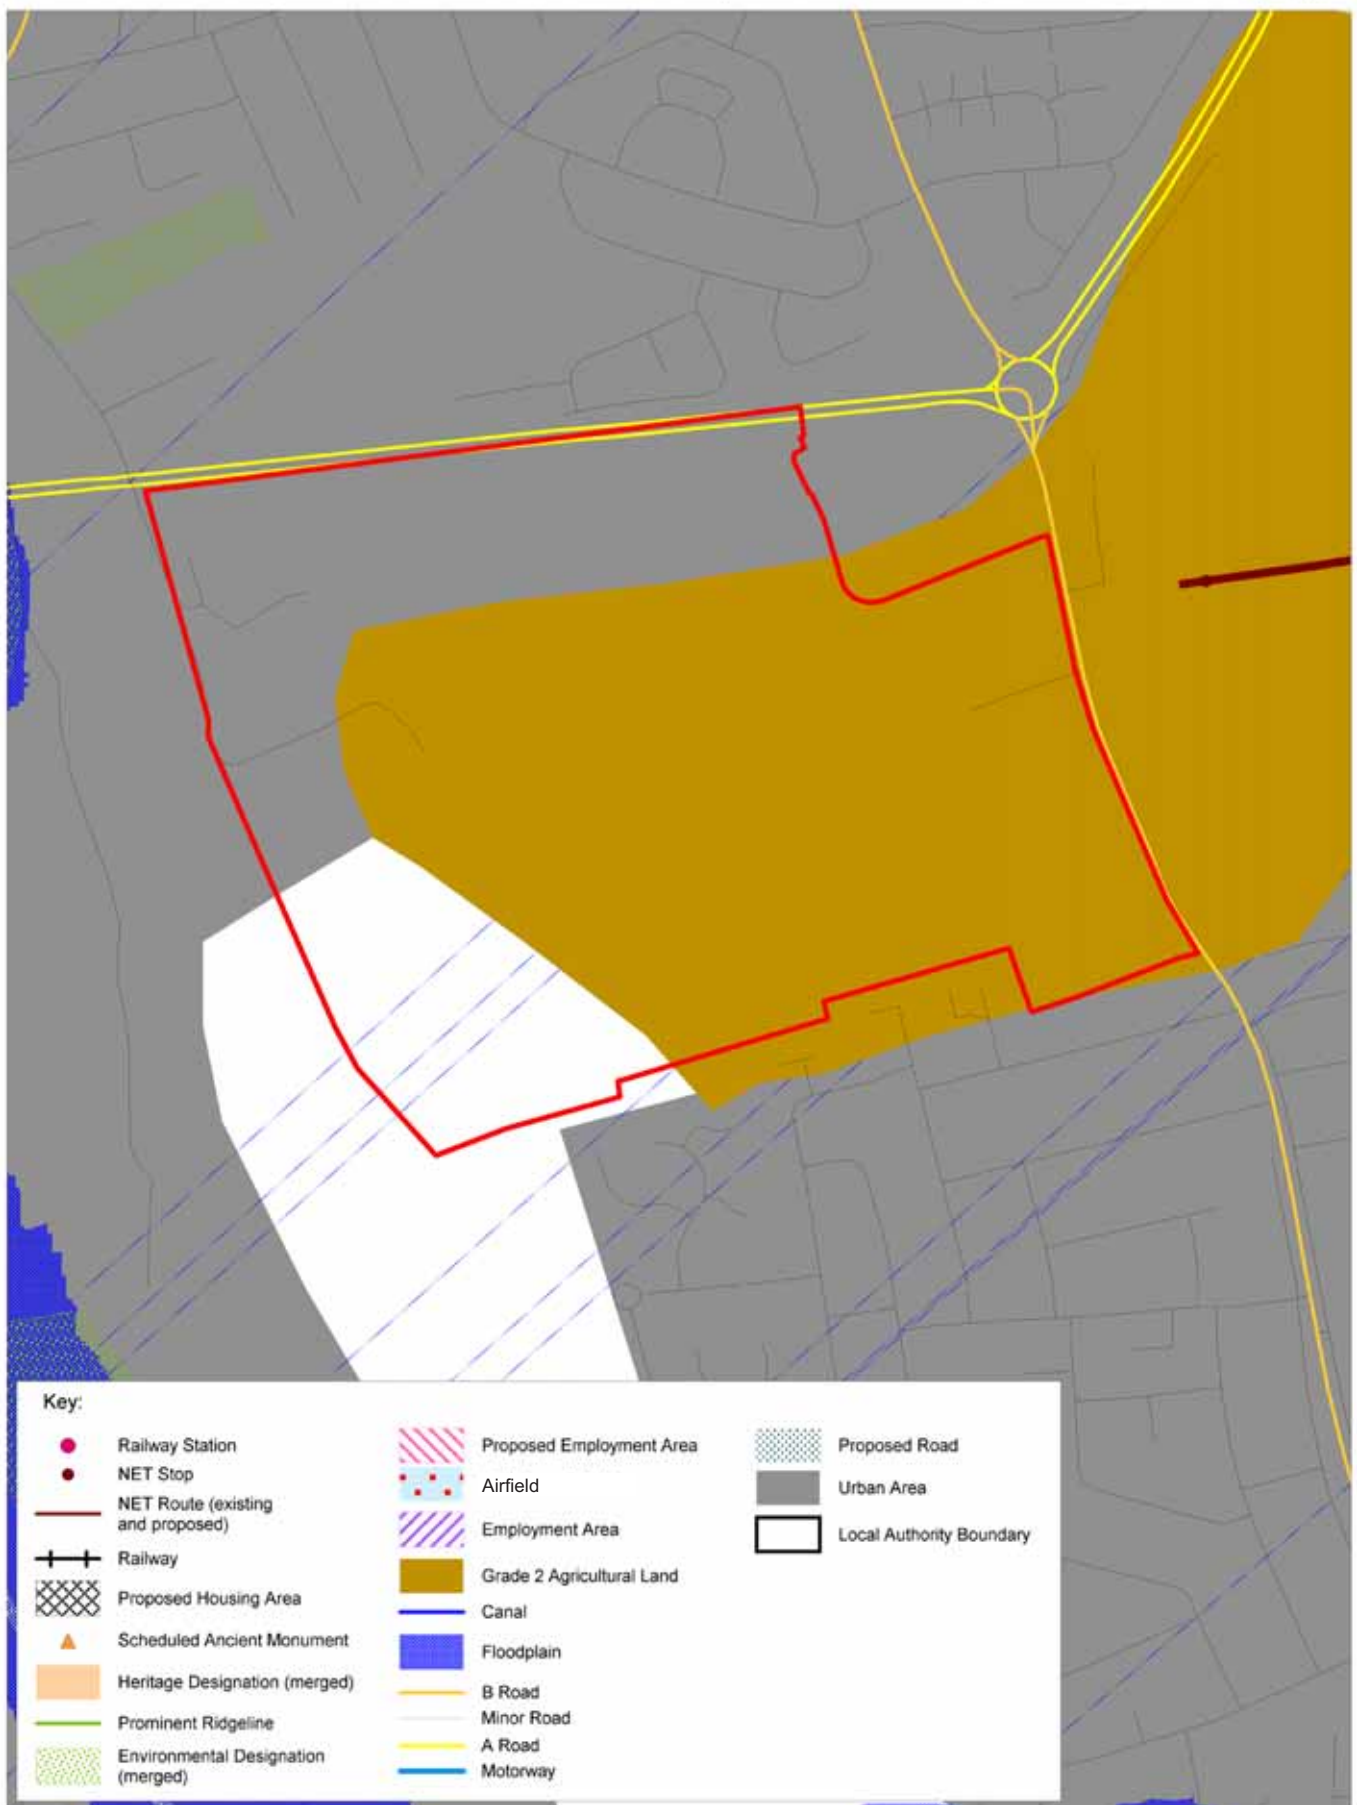 Key:
Railway Station
NET Stop
NET Route (existing
and proposed)
Railway
Proposed Housing Area
Scheduled Ancient Monument
Heritage Designation (merged)
Prominent Ridgeline
Environmental Designation
(merged)
Proposed Employment Area
Airfield
Employment Area
Grade 2 Agricultural Land
Canal
Floodplain
B Road
Minor Road
A Road
Motorway
Proposed Road
Urban Area
Local Authority Boundary